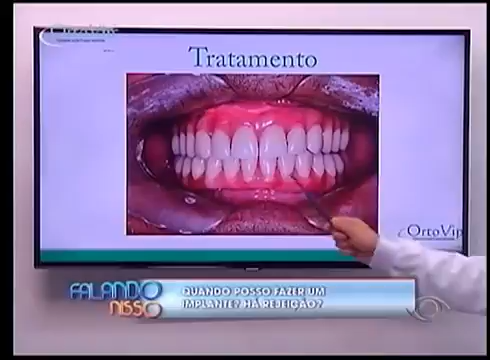 Tratamento
OrtoVip
FALANDO
NISSO
QUANDO POSSO FAZER UM
IMPLANTE? HÁ REJEIÇÃO?